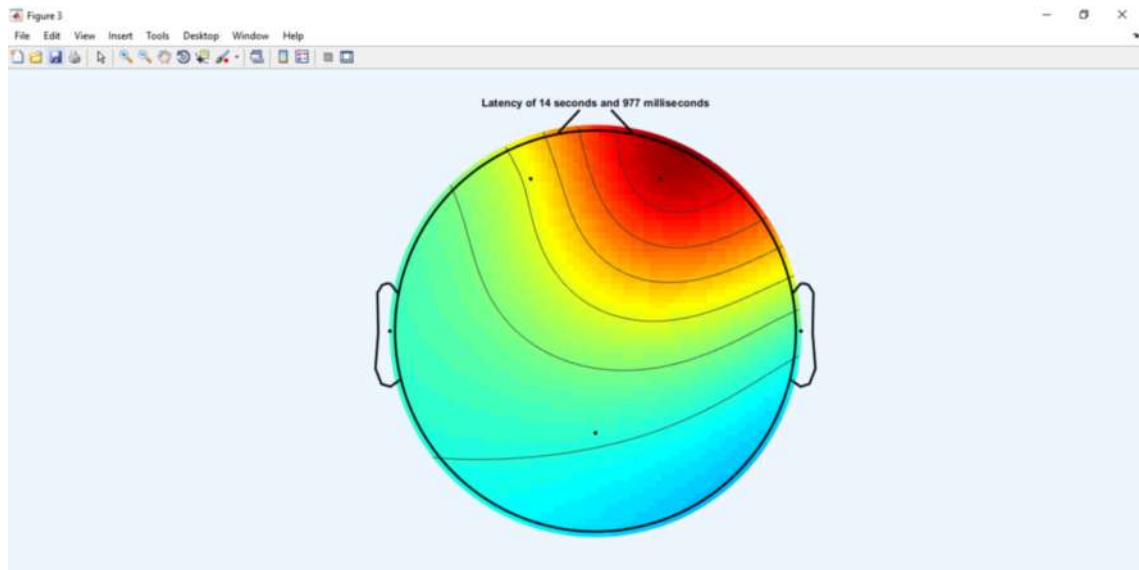 Figure 3
File Edit View Insert Tools Desktop Window Help
Latency of 14 seconds and 977 milliseconds